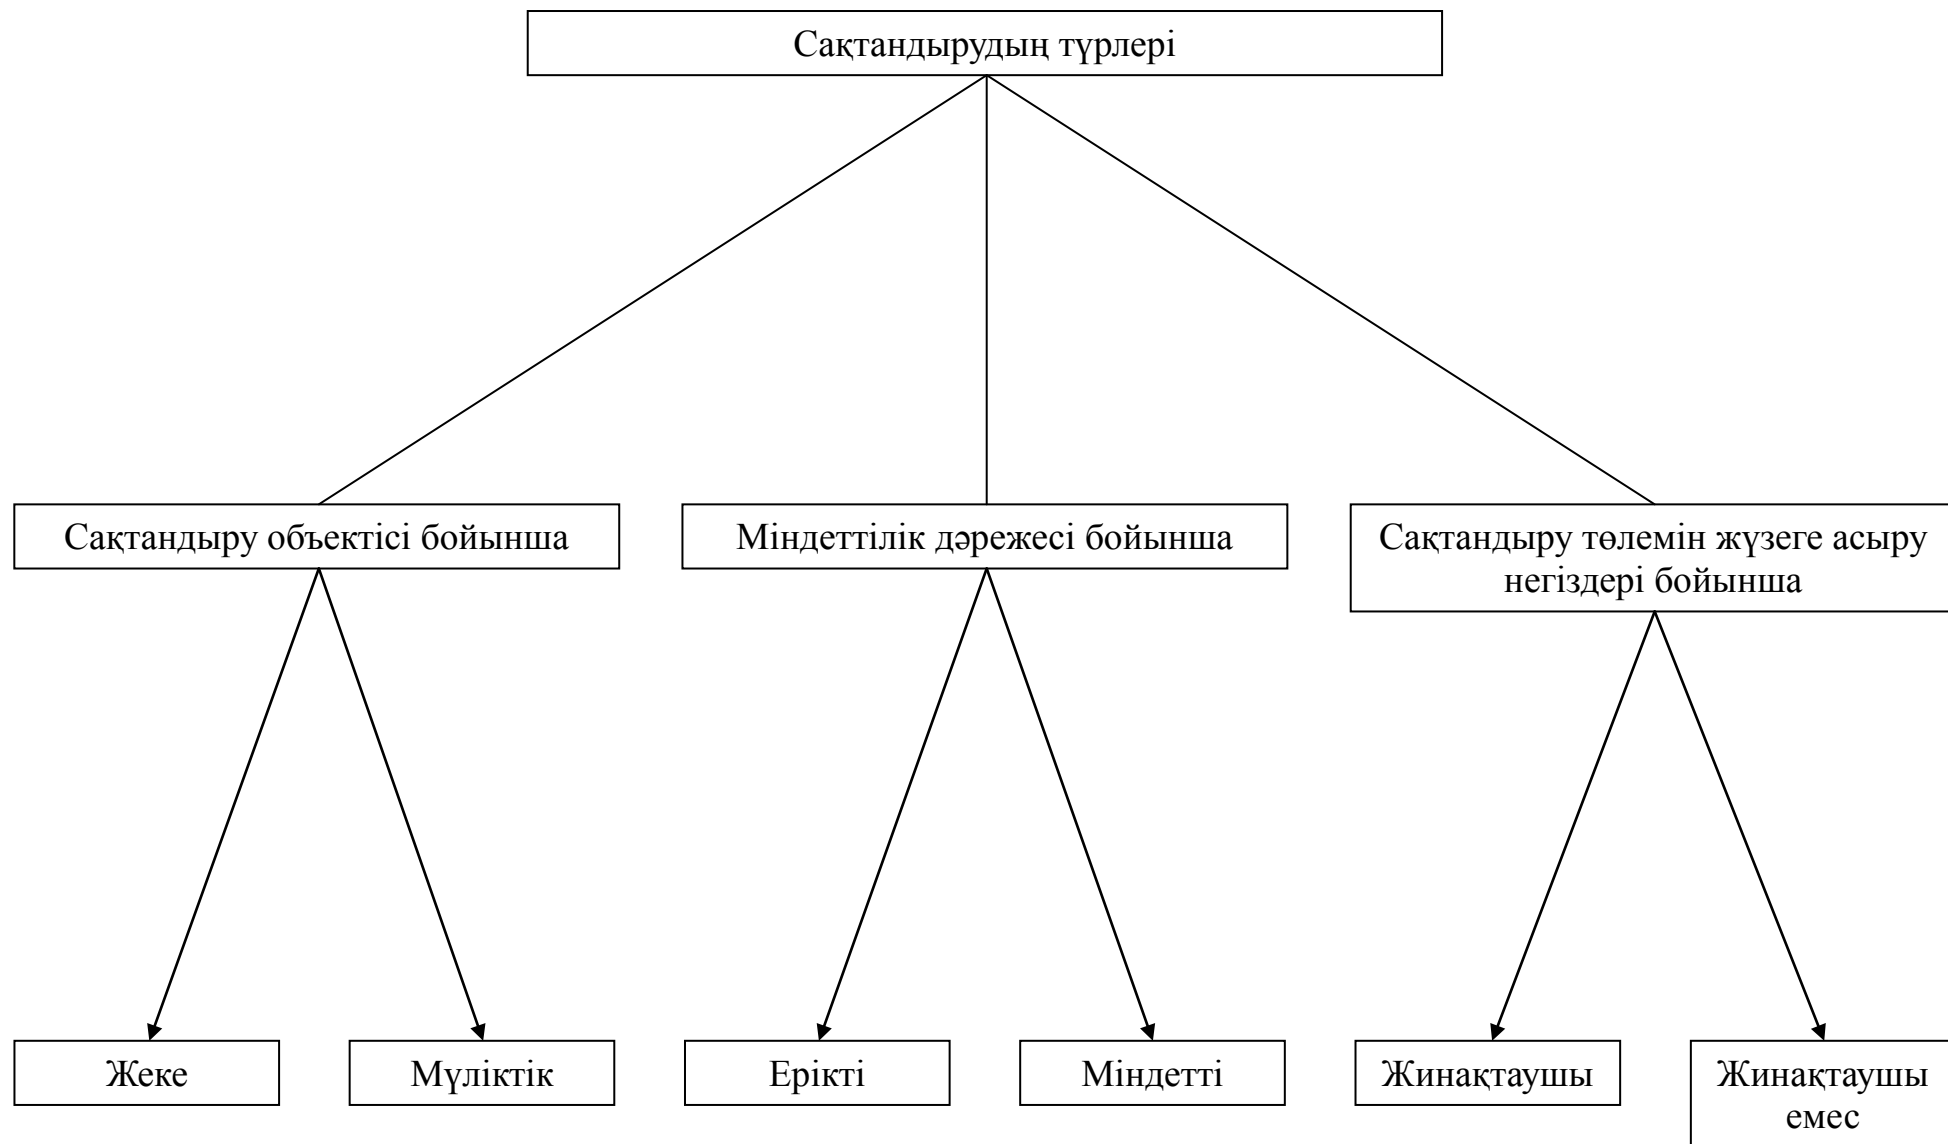 Сақтандырудың түрлері
Сақтандыру объектісі бойынша
Міндеттілік дәрежесі бойынша
Сақтандыру төлемін жүзеге асыру
негіздері бойынша
Жеке
Мүліктік
Ерікті
Міндетті
Жинақтаушы
Жинақтаушы
емес